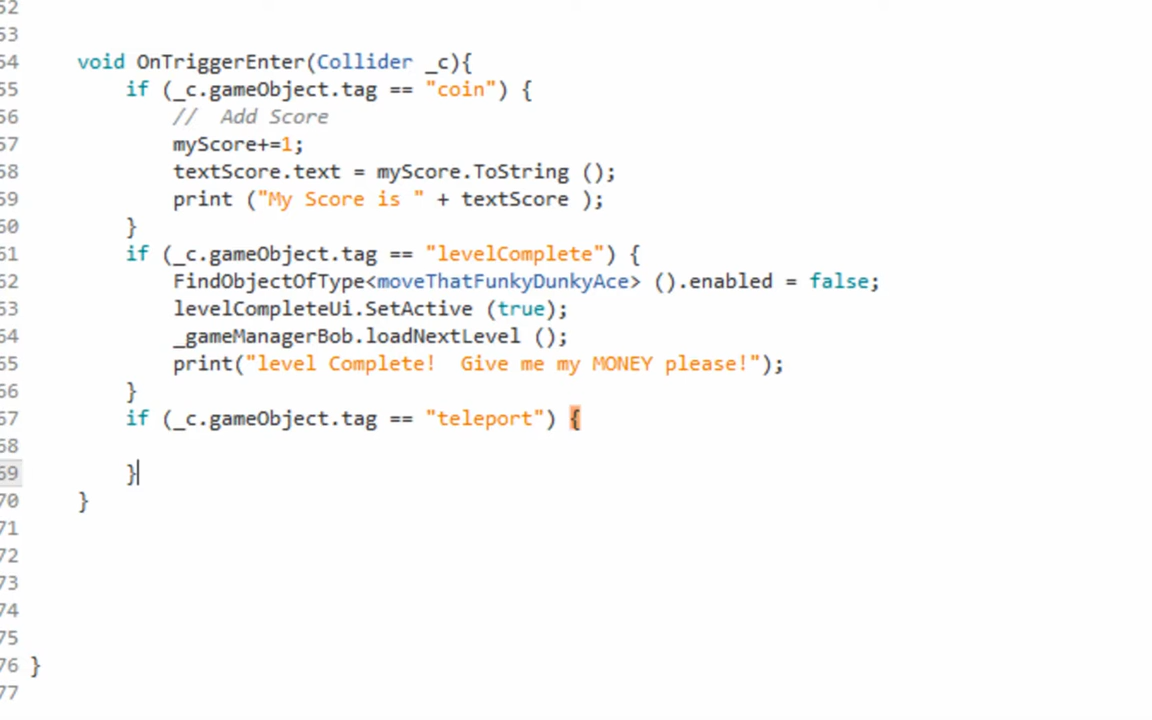 52
53
54 void OnTriggerEnter(Collider _c){
55 if (_c.gameObject.tag == "coin") {
56 // Add Score
57 myScore+=1;
58 textScore.text = myScore.ToString ();
59 print ("My Score is " + textScore );
60 }
61 if (_c.gameObject.tag == "levelComplete") {
62 FindObjectOfType<moveThatFunkyDunkyAce> ().enabled = false;
63 levelCompleteUi.SetActive (true);
64 _gameManagerBob.loadNextLevel ();
65 print("level Complete!  Give me my MONEY please!");
66 }
67 if (_c.gameObject.tag == "teleport") {
68
69 }
70 }
71
72
73
74
75
76 }
77